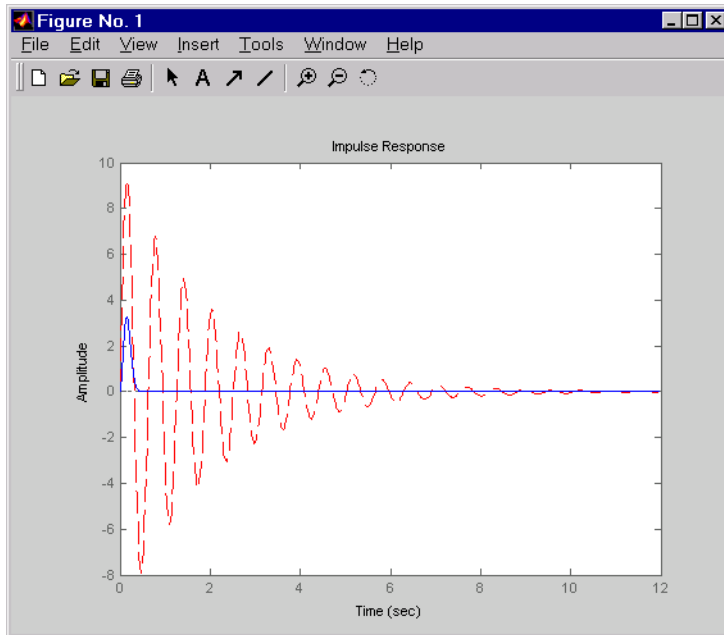 Figure No. 1
File Edit View Insert Tools Window Help
A
Impulse Response
10
8
6
4
2
0
-2
-4
-6
-8
Amplitude
0 2 4 6 8 10 12
Time (sec)